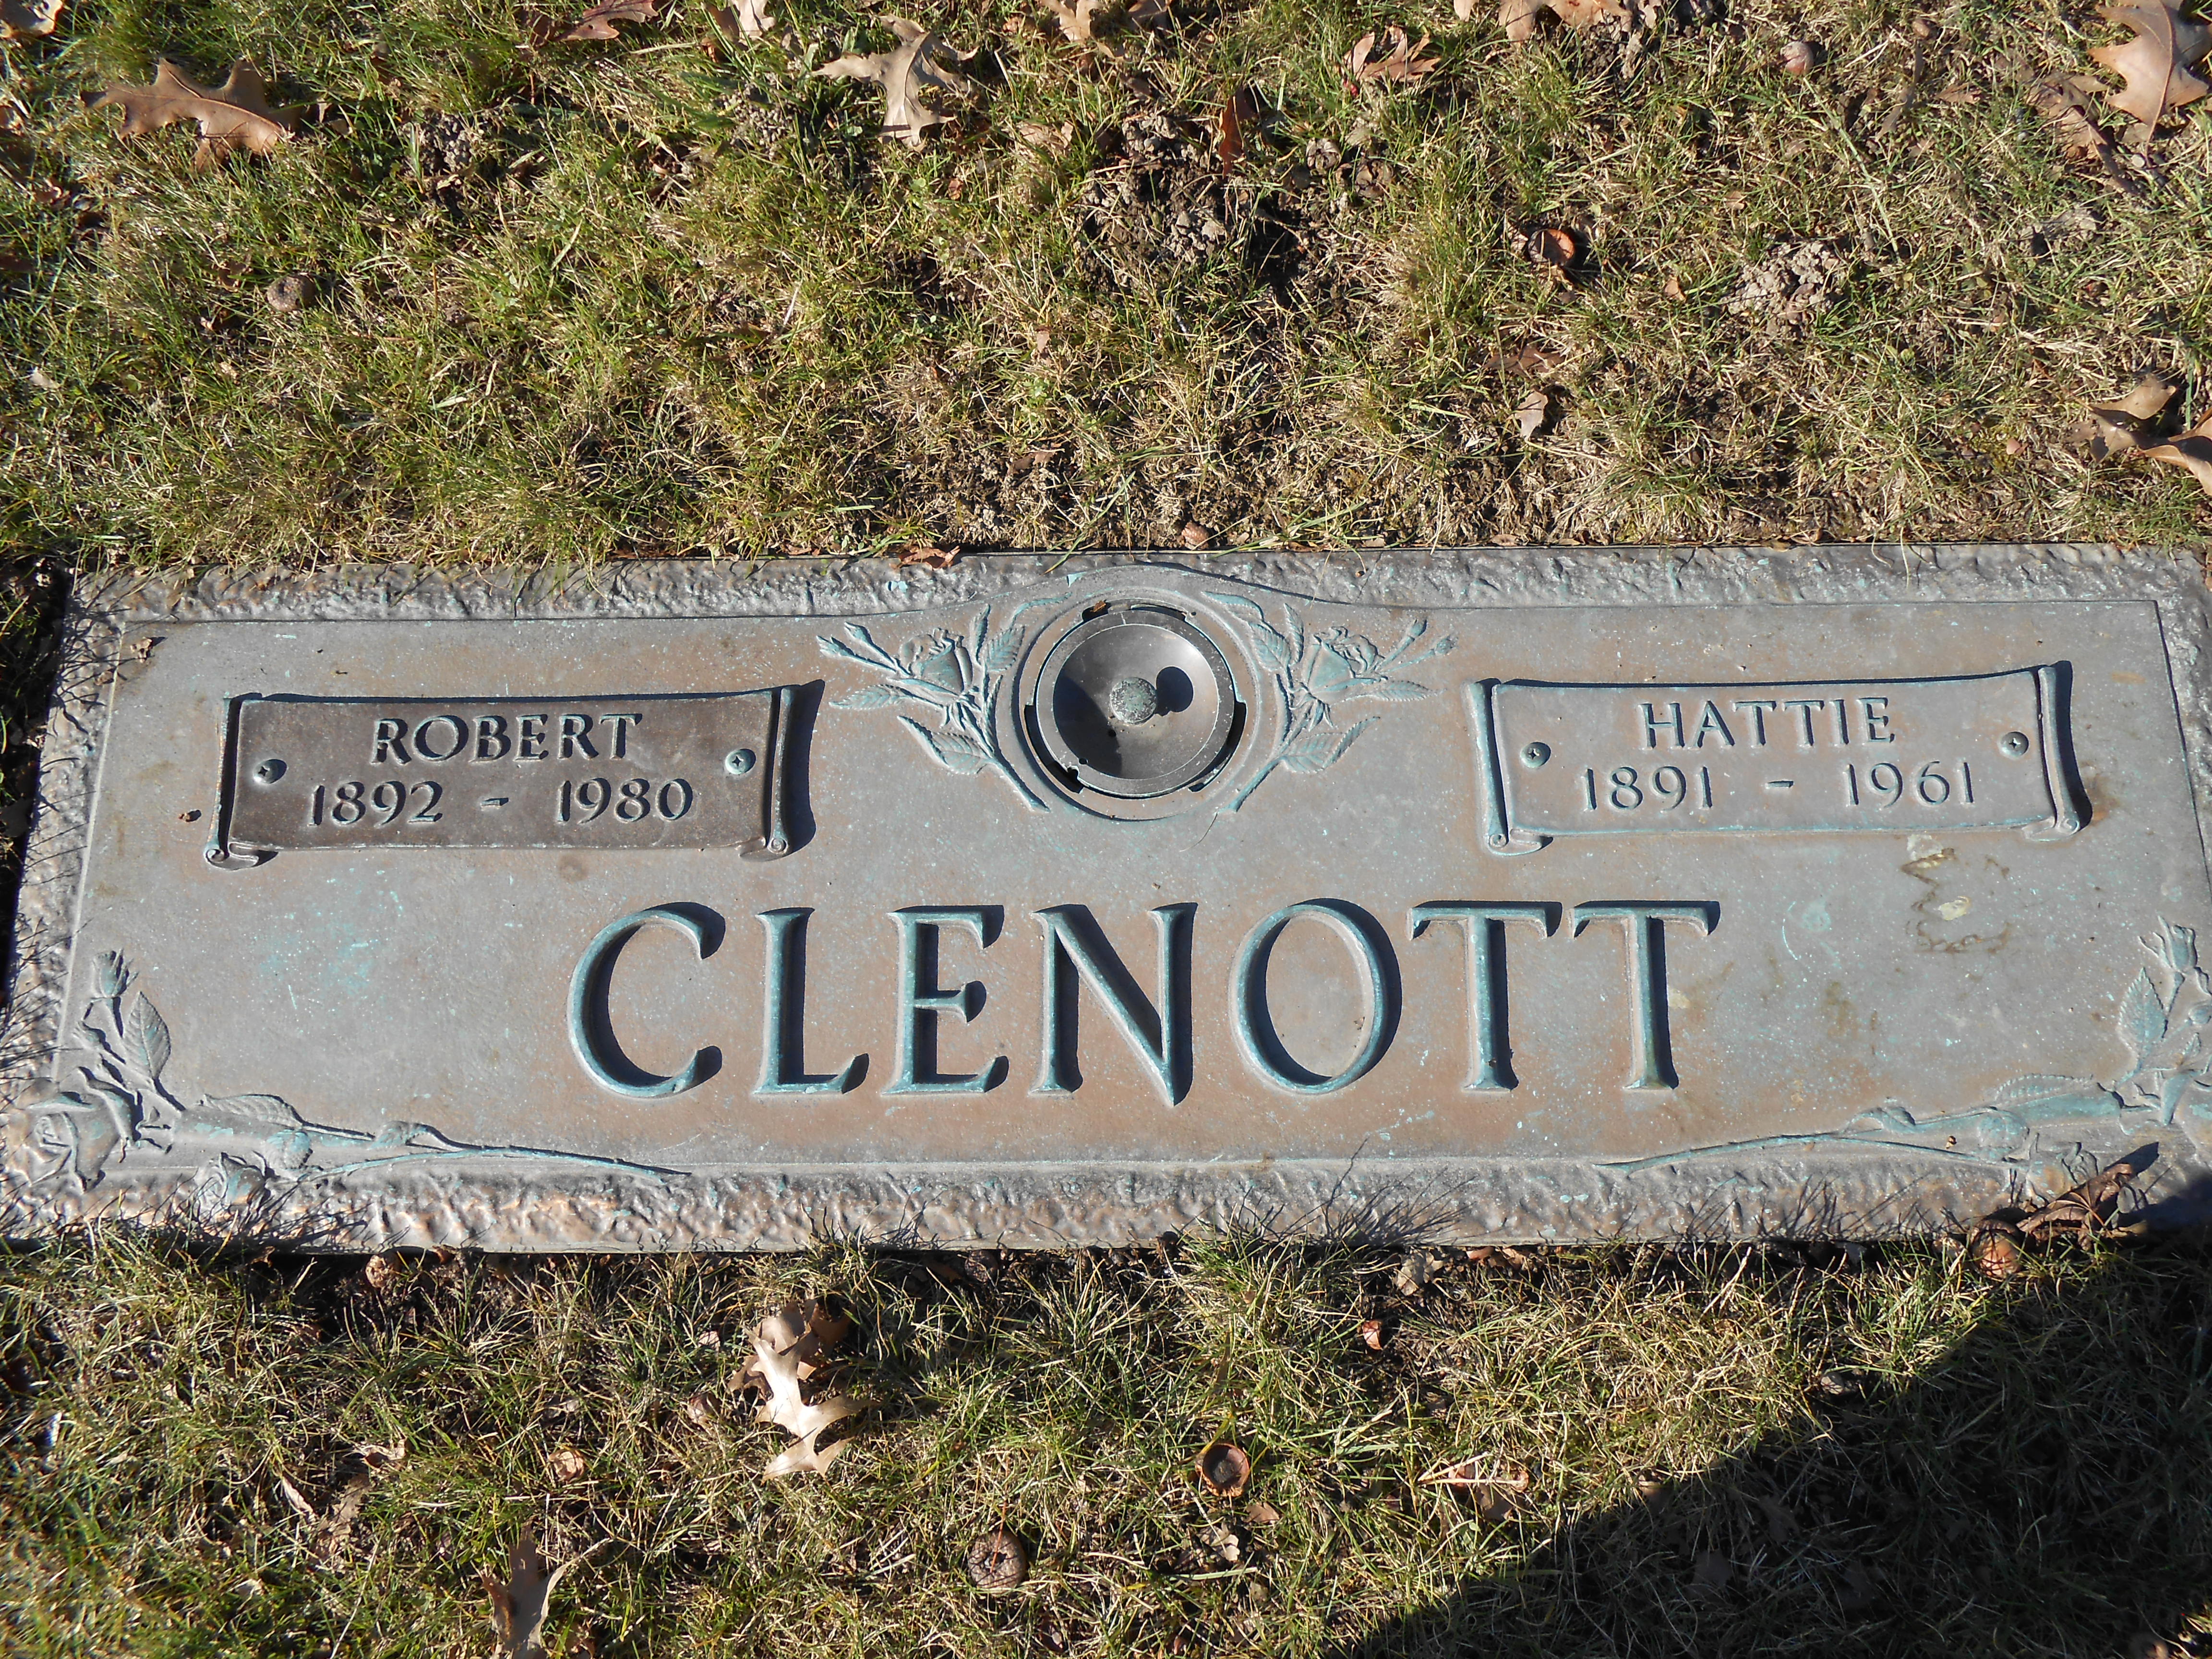 ROBERT
1892 - 1980
HATTIE
1891 - 1961
CLENOTT